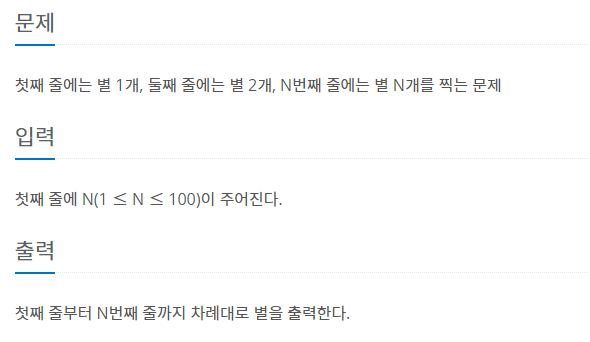 문제
첫째 줄에는 별 1개, 둘째 줄에는 별 2개, N번째 줄에는 별 N개를 찍는 문제
입력
첫째 줄에 N(1 ≤ N ≤ 100)이 주어진다.
출력
첫째 줄부터 N번째 줄까지 차례대로 별을 출력한다.